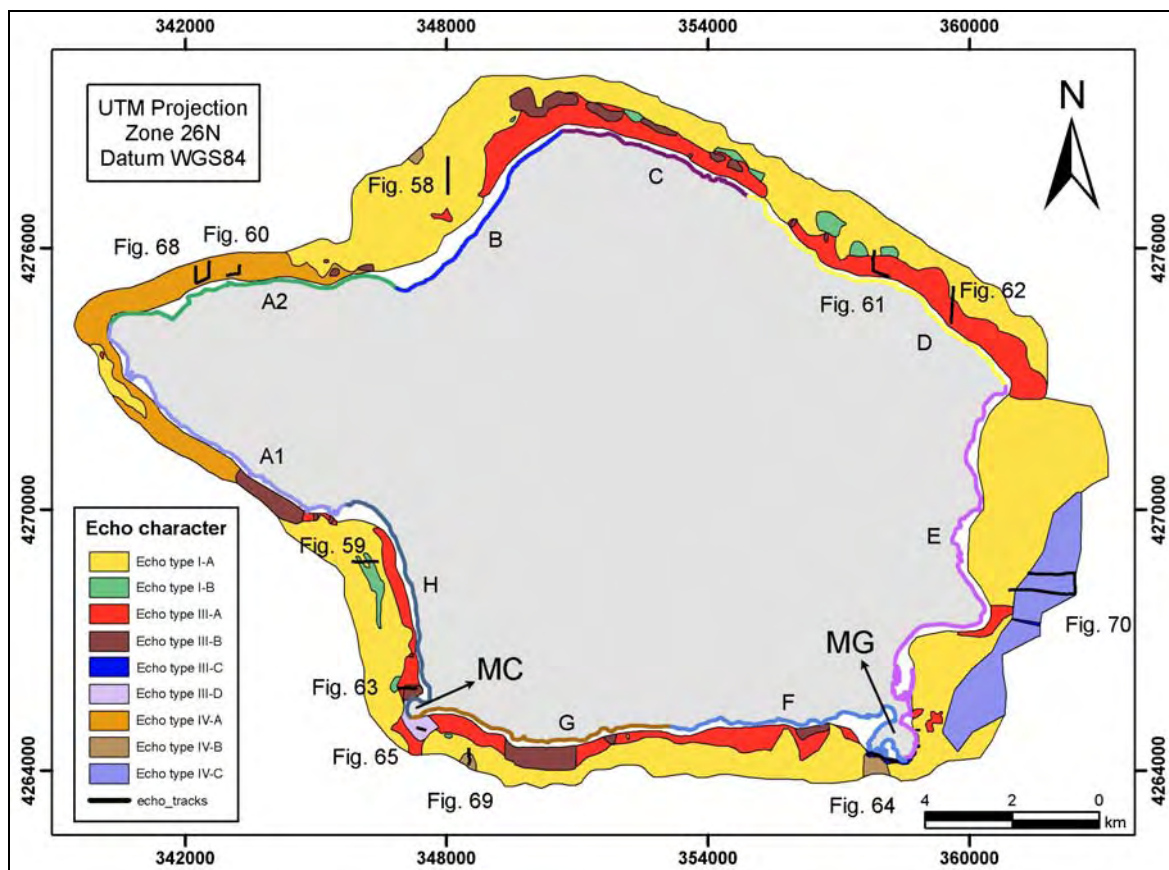 342000 348000 354000 360000
UTM Projection
Zone 26N
Datum WGS84
N
Fig. 58
C
4276000 4276000
Fig. 68 Fig. 60
B
A2
Fig. 61
Fig. 62
D
A1
4270000 4270000
Echo character
Echo type I-A
Echo type I-B
Echo type III-A
Echo type III-B
Echo type III-C
Echo type III-D
Echo type IV-A
Echo type IV-B
Echo type IV-C
echo_tracks
Fig. 59
H
E
Fig. 70
Fig. 63
MC
MG
F
G
Fig. 65
Fig. 69
Fig. 64
4264000 4264000
4 2 0
km
342000 348000 354000 360000